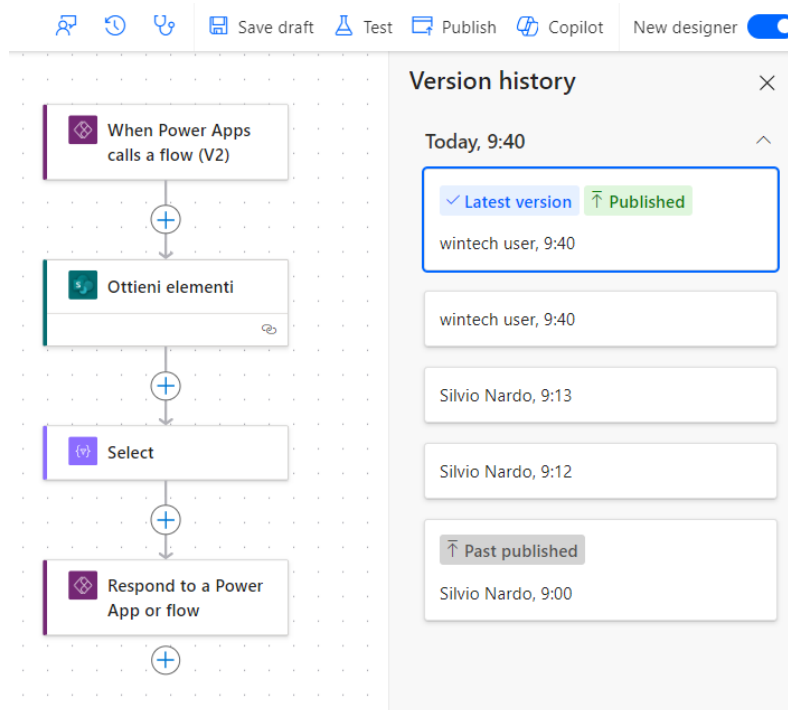 Save draft
Test
Publish
Copilot
New designer
When Power Apps
calls a flow (V2)
Ottieni elementi
Select
Respond to a Power
App or flow
Version history
Today, 9:40
Latest version
Published
wintech user, 9:40
wintech user, 9:40
Silvio Nardo, 9:13
Silvio Nardo, 9:12
Past published
Silvio Nardo, 9:00